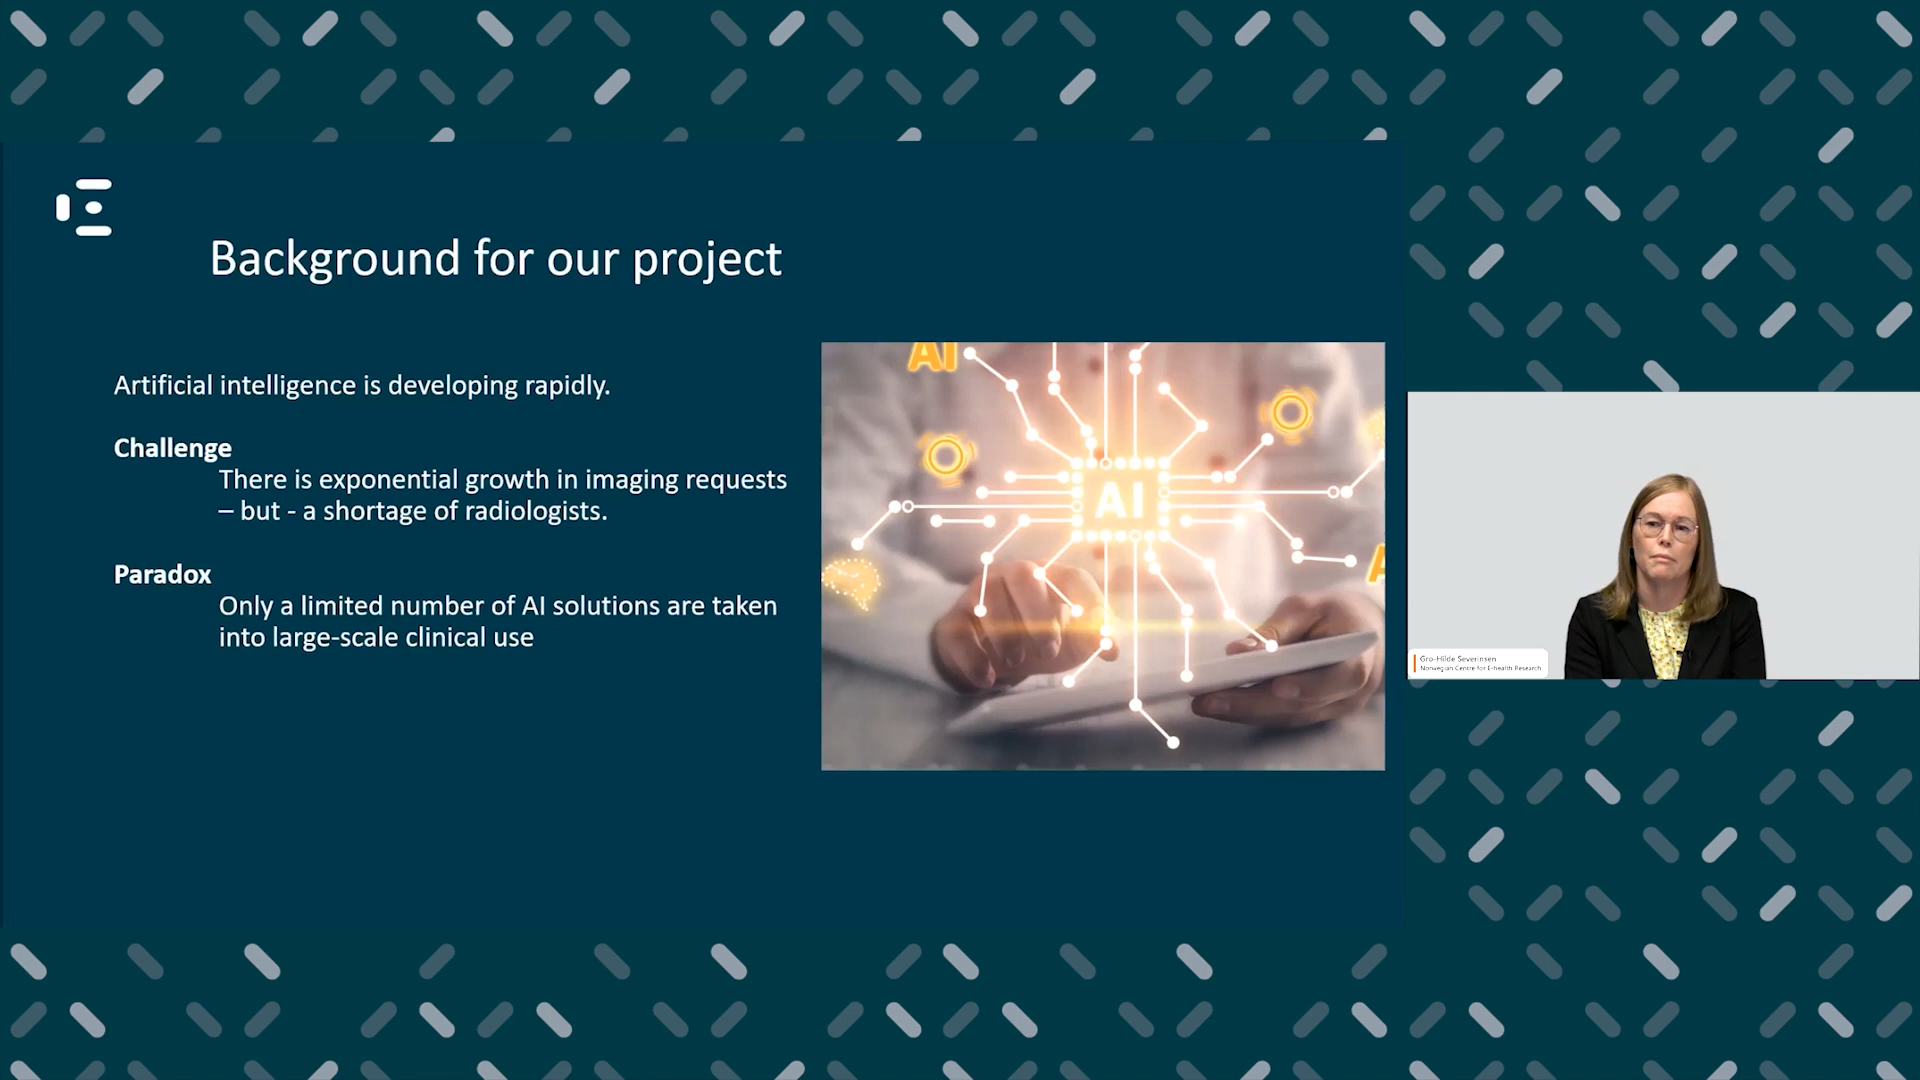 Background for our project
Artificial intelligence is developing rapidly.
Challenge
There is exponential growth in imaging requests
– but - a shortage of radiologists.
Paradox
Only a limited number of AI solutions are taken
into large-scale clinical use
AI
AI
A
Gro-Hilde Severinsen
Norwegian Centre for E-health Research